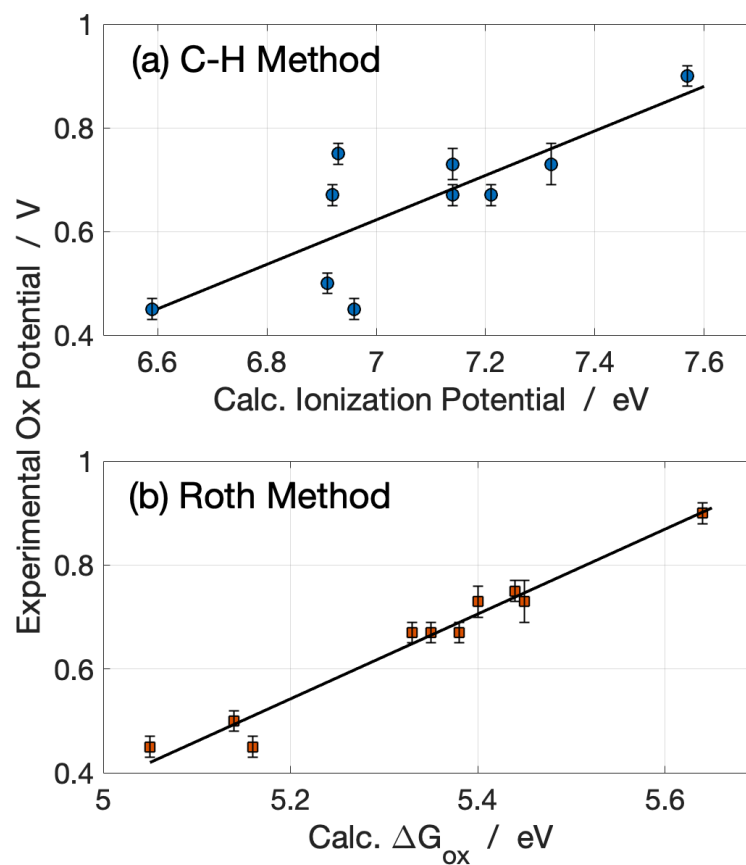 (a) C-H Method
1
0.8
0.6
0.4
6.6 6.8 7 7.2 7.4 7.6
Calc. Ionization Potential / eV
Experimental Ox Potential / V
(b) Roth Method
1
0.8
0.6
0.4
5 5.2 5.4 5.6
Calc. ΔG_ox / eV